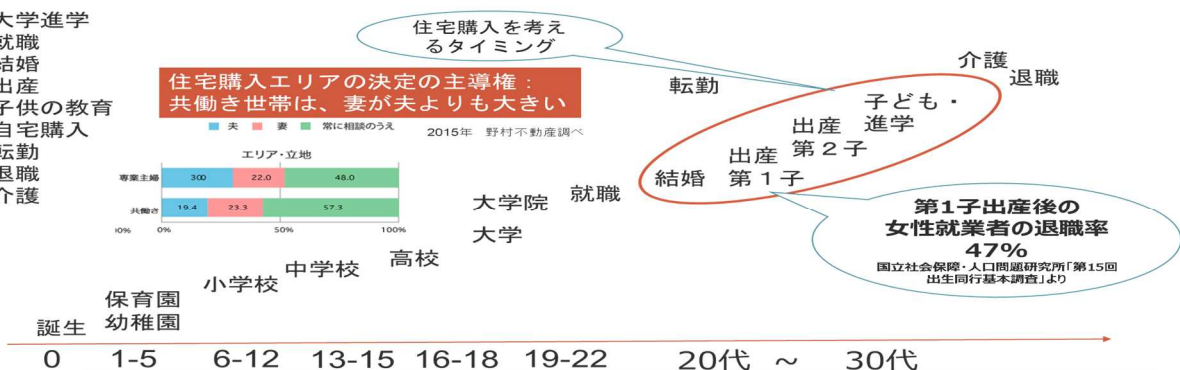 大学進学
就職
結婚
出産
子供の教育
自宅購入
転勤
退職
介護
住宅購入を考え
るタイミング
住宅購入エリアの決定の主導権：
共働き世帯は、妻が夫よりも大きい
夫 妻 常に相談のうえ
2015年 野村不動産調べ
エリア・立地
専業主婦 30.0 22.0 48.0
共働き 19.4 23.3 57.3
0% 50% 100%
誕生
保育園
幼稚園
小学校
中学校
高校
大学院
大学
就職
結婚
出産
第１子
出産
第２子
子ども・
進学
転勤
介護
退職
第1子出産後の
女性就業者の退職率
47%
国立社会保障・人口問題研究所「第15回
出生同行基本調査」より
0 1-5 6-12 13-15 16-18 19-22 20代 ～ 30代